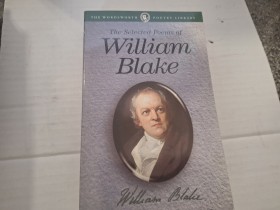 THE WORDSWORTH POETRY LIBRARY
The Selected Poems of
William
Blake
William Blake